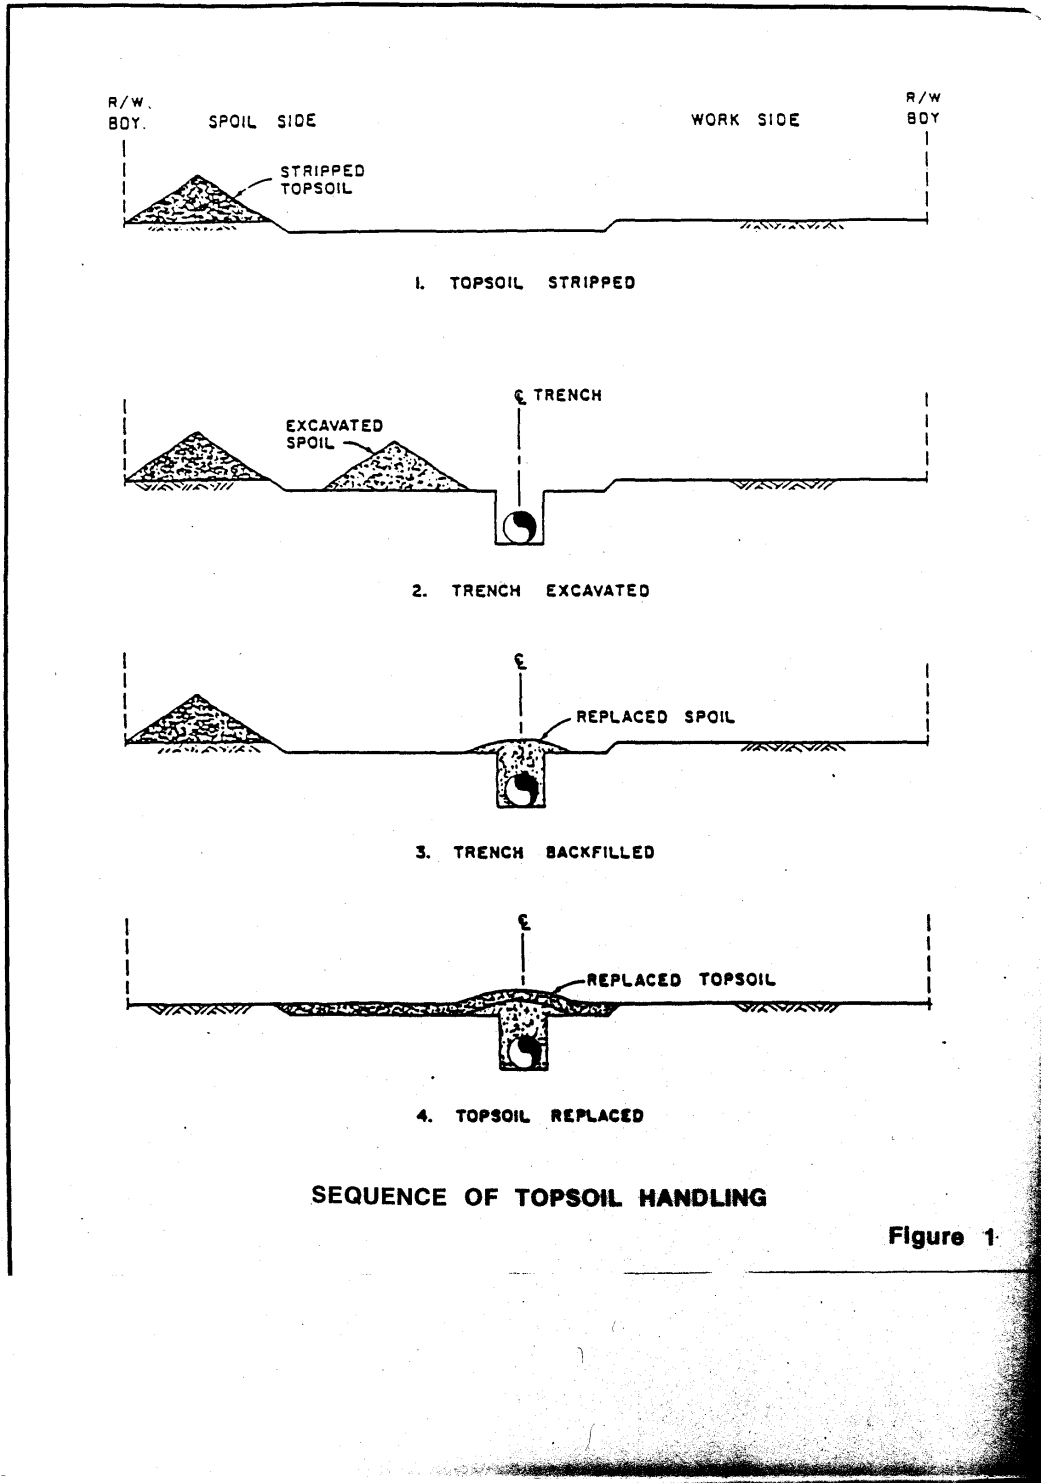 R/W.
BDY.
SPOIL SIDE
WORK SIDE
R/W
BDY
STRIPPED
TOPSOIL
1. TOPSOIL STRIPPED
℄ TRENCH
EXCAVATED
SPOIL
2. TRENCH EXCAVATED
℄
REPLACED SPOIL
3. TRENCH BACKFILLED
℄
REPLACED TOPSOIL
4. TOPSOIL REPLACED
SEQUENCE OF TOPSOIL HANDLING
Figure 1